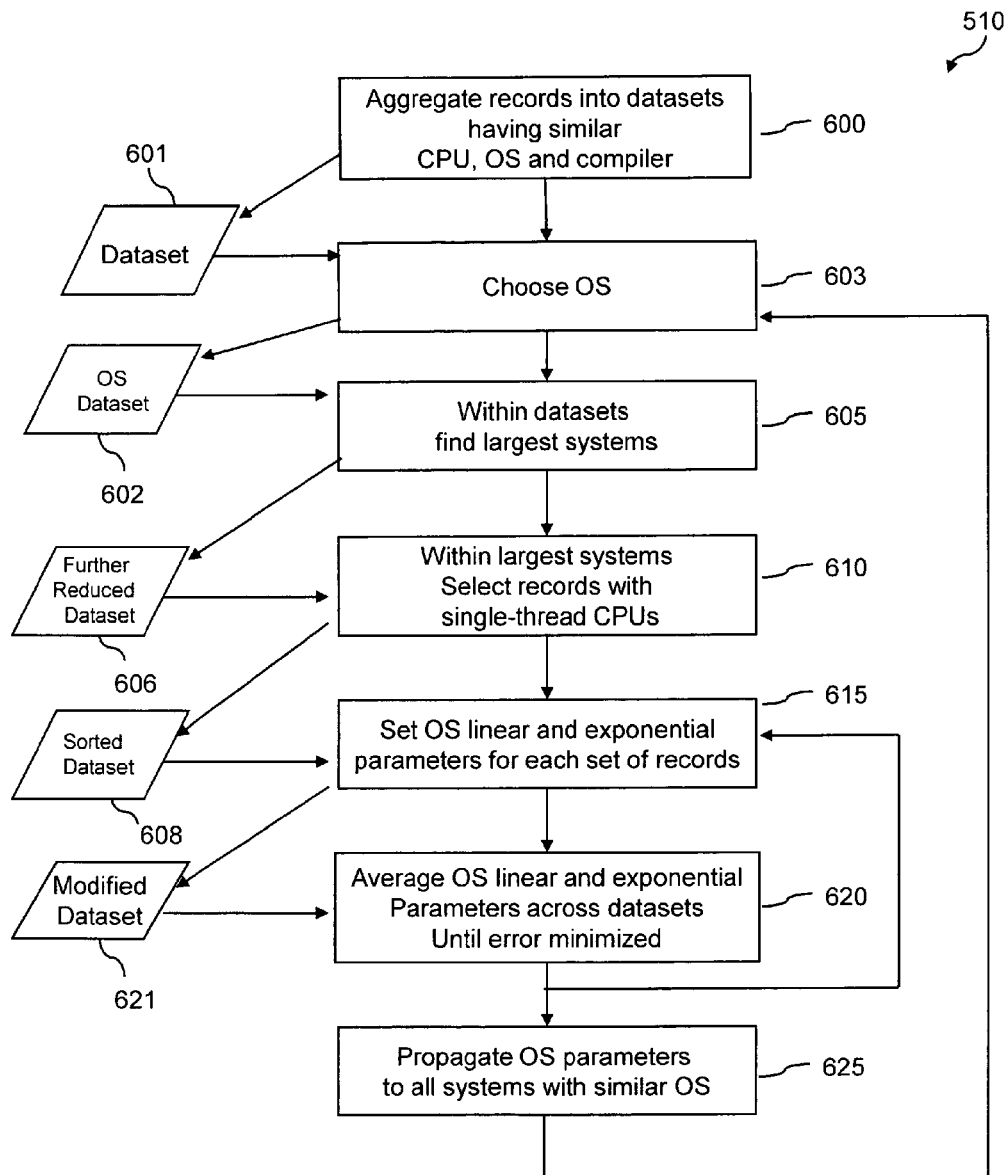 510
Aggregate records into datasets
having similar
CPU, OS and compiler
600
601
Dataset
Choose OS
603
OS
Dataset
602
Within datasets
find largest systems
605
Further
Reduced
Dataset
606
Within largest systems
Select records with
single-thread CPUs
610
615
Set OS linear and exponential
parameters for each set of records
Sorted
Dataset
608
Average OS linear and exponential
Parameters across datasets
Until error minimized
620
Modified
Dataset
621
Propagate OS parameters
to all systems with similar OS
625